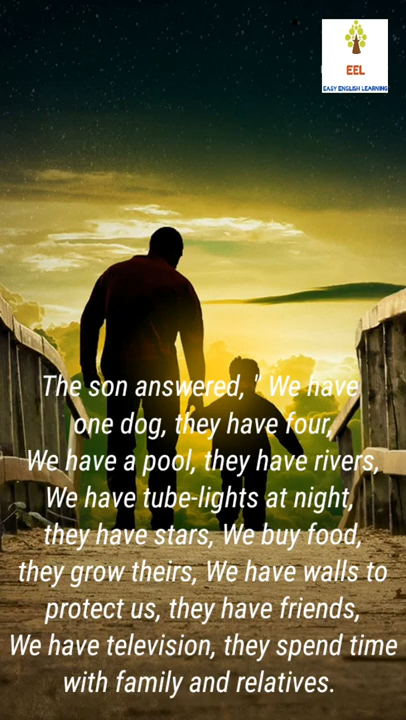 EEL
EASY ENGLISH LEARNING
The son answered, " We have
one dog, they have four,
We have a pool, they have rivers,
We have tube-lights at night,
they have stars, We buy food,
they grow theirs, We have walls to
protect us, they have friends,
We have television, they spend time
with family and relatives.